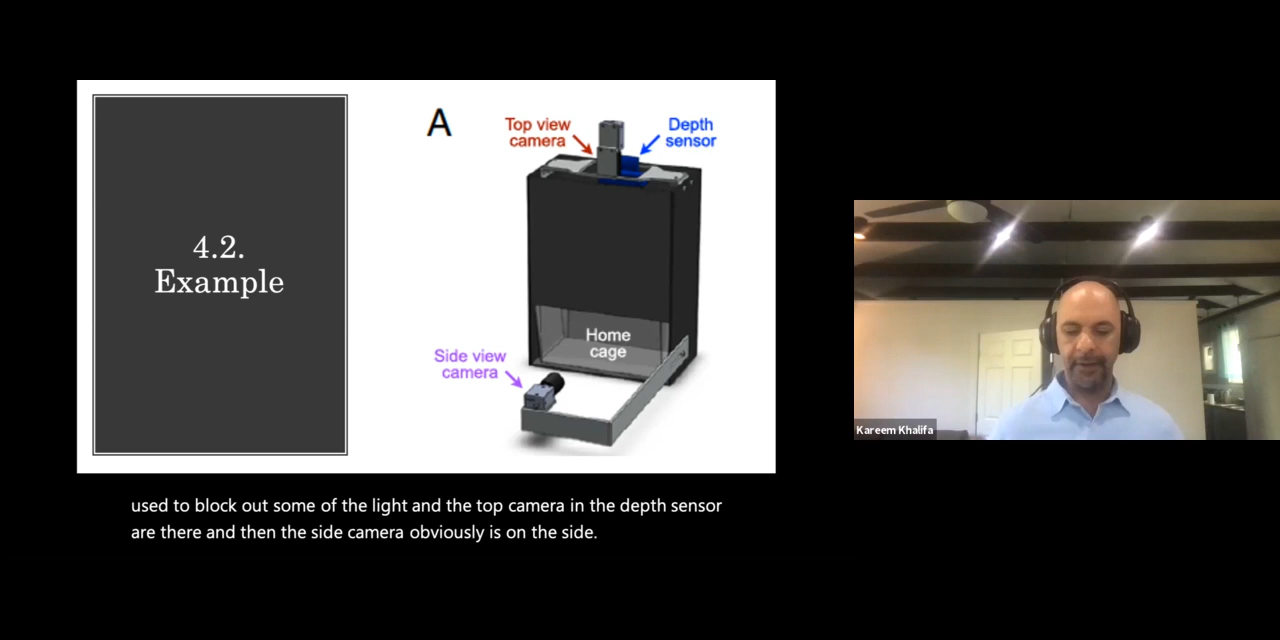 4.2.
Example
A
Top view
camera
Depth
sensor
Home
cage
Side view
camera
Kareem Khalifa
used to block out some of the light and the top camera in the depth sensor
are there and then the side camera obviously is on the side.